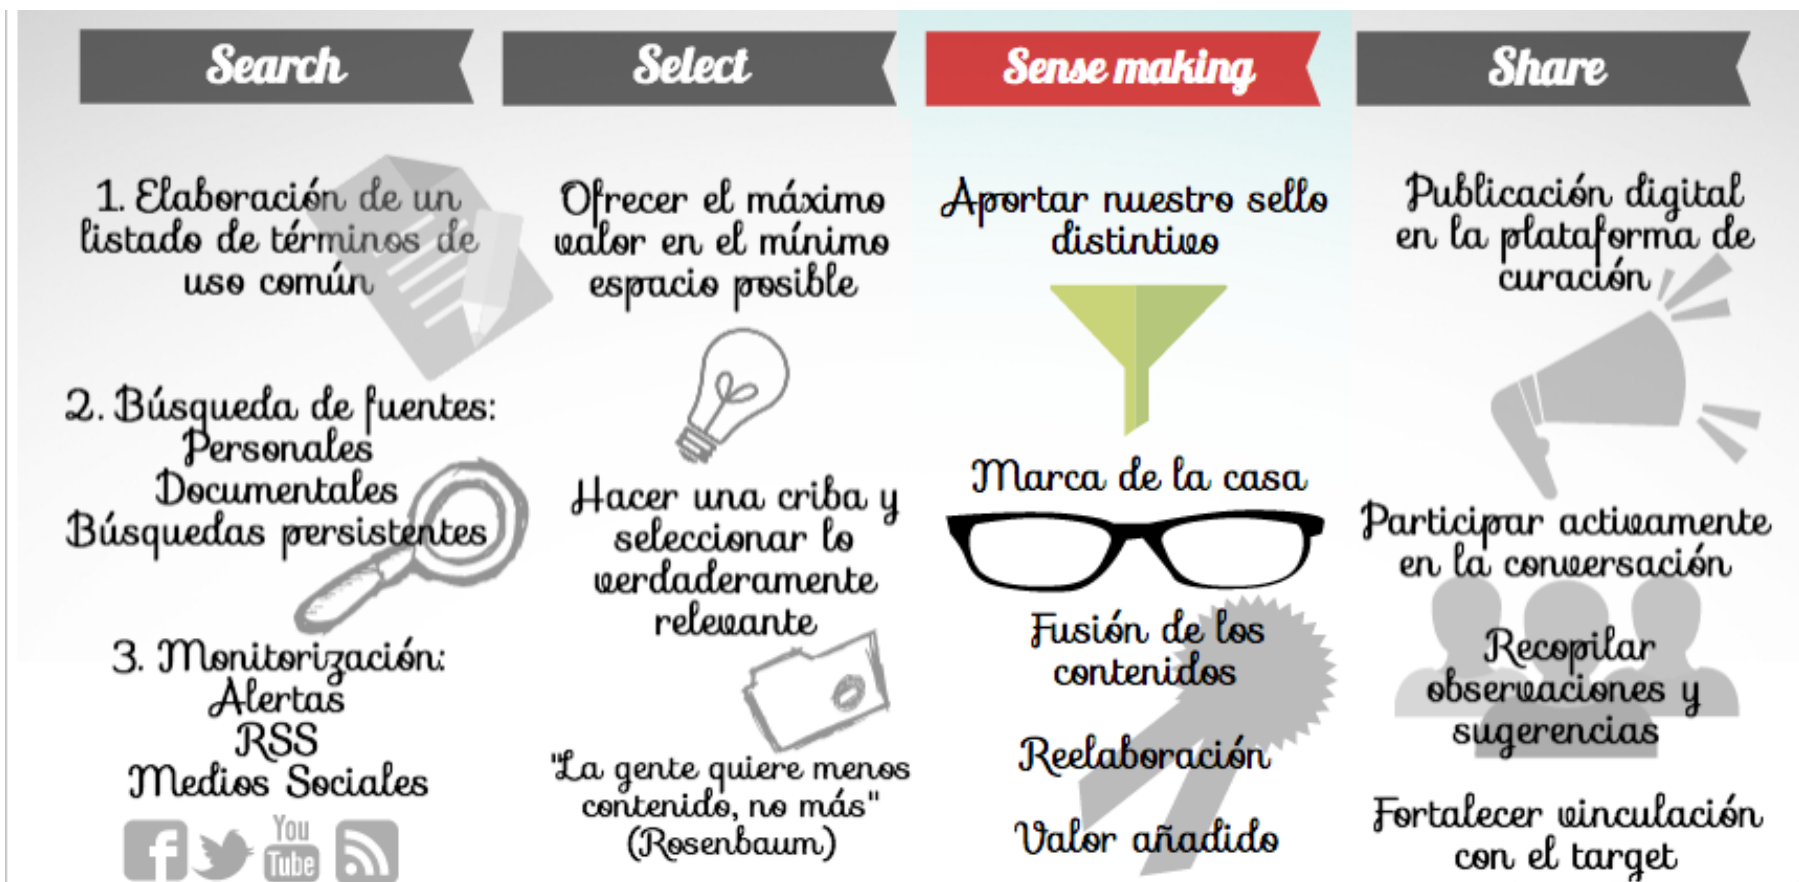 Search
1. Elaboración de un
listado de términos de
uso común
2. Búsqueda de fuentes:
Personales
Documentales
Búsquedas persistentes
3. Monitorización:
Alertas
RSS
Medios Sociales
You
Tube
Select
Ofrecer el máximo
valor en el mínimo
espacio posible
Hacer una criba y
seleccionar lo
verdaderamente
relevante
"La gente quiere menos
contenido, no más"
(Rosenbaum)
Sense making
Aportar nuestro sello
distintivo
Marca de la casa
Fusión de los
contenidos
Reelaboración
Valor añadido
Share
Publicación digital
en la plataforma de
curación
Participar activamente
en la conversación
Recopilar
observaciones y
sugerencias
Fortalecer vinculación
con el target